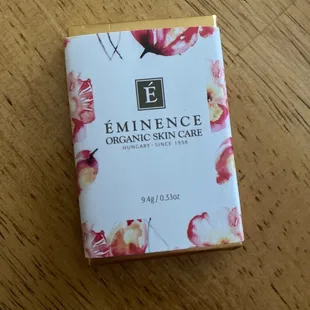 É
ÉMINENCE
ORGANIC SKIN CARE
HUNGARY · SINCE 1958
9.4g / 0.33oz